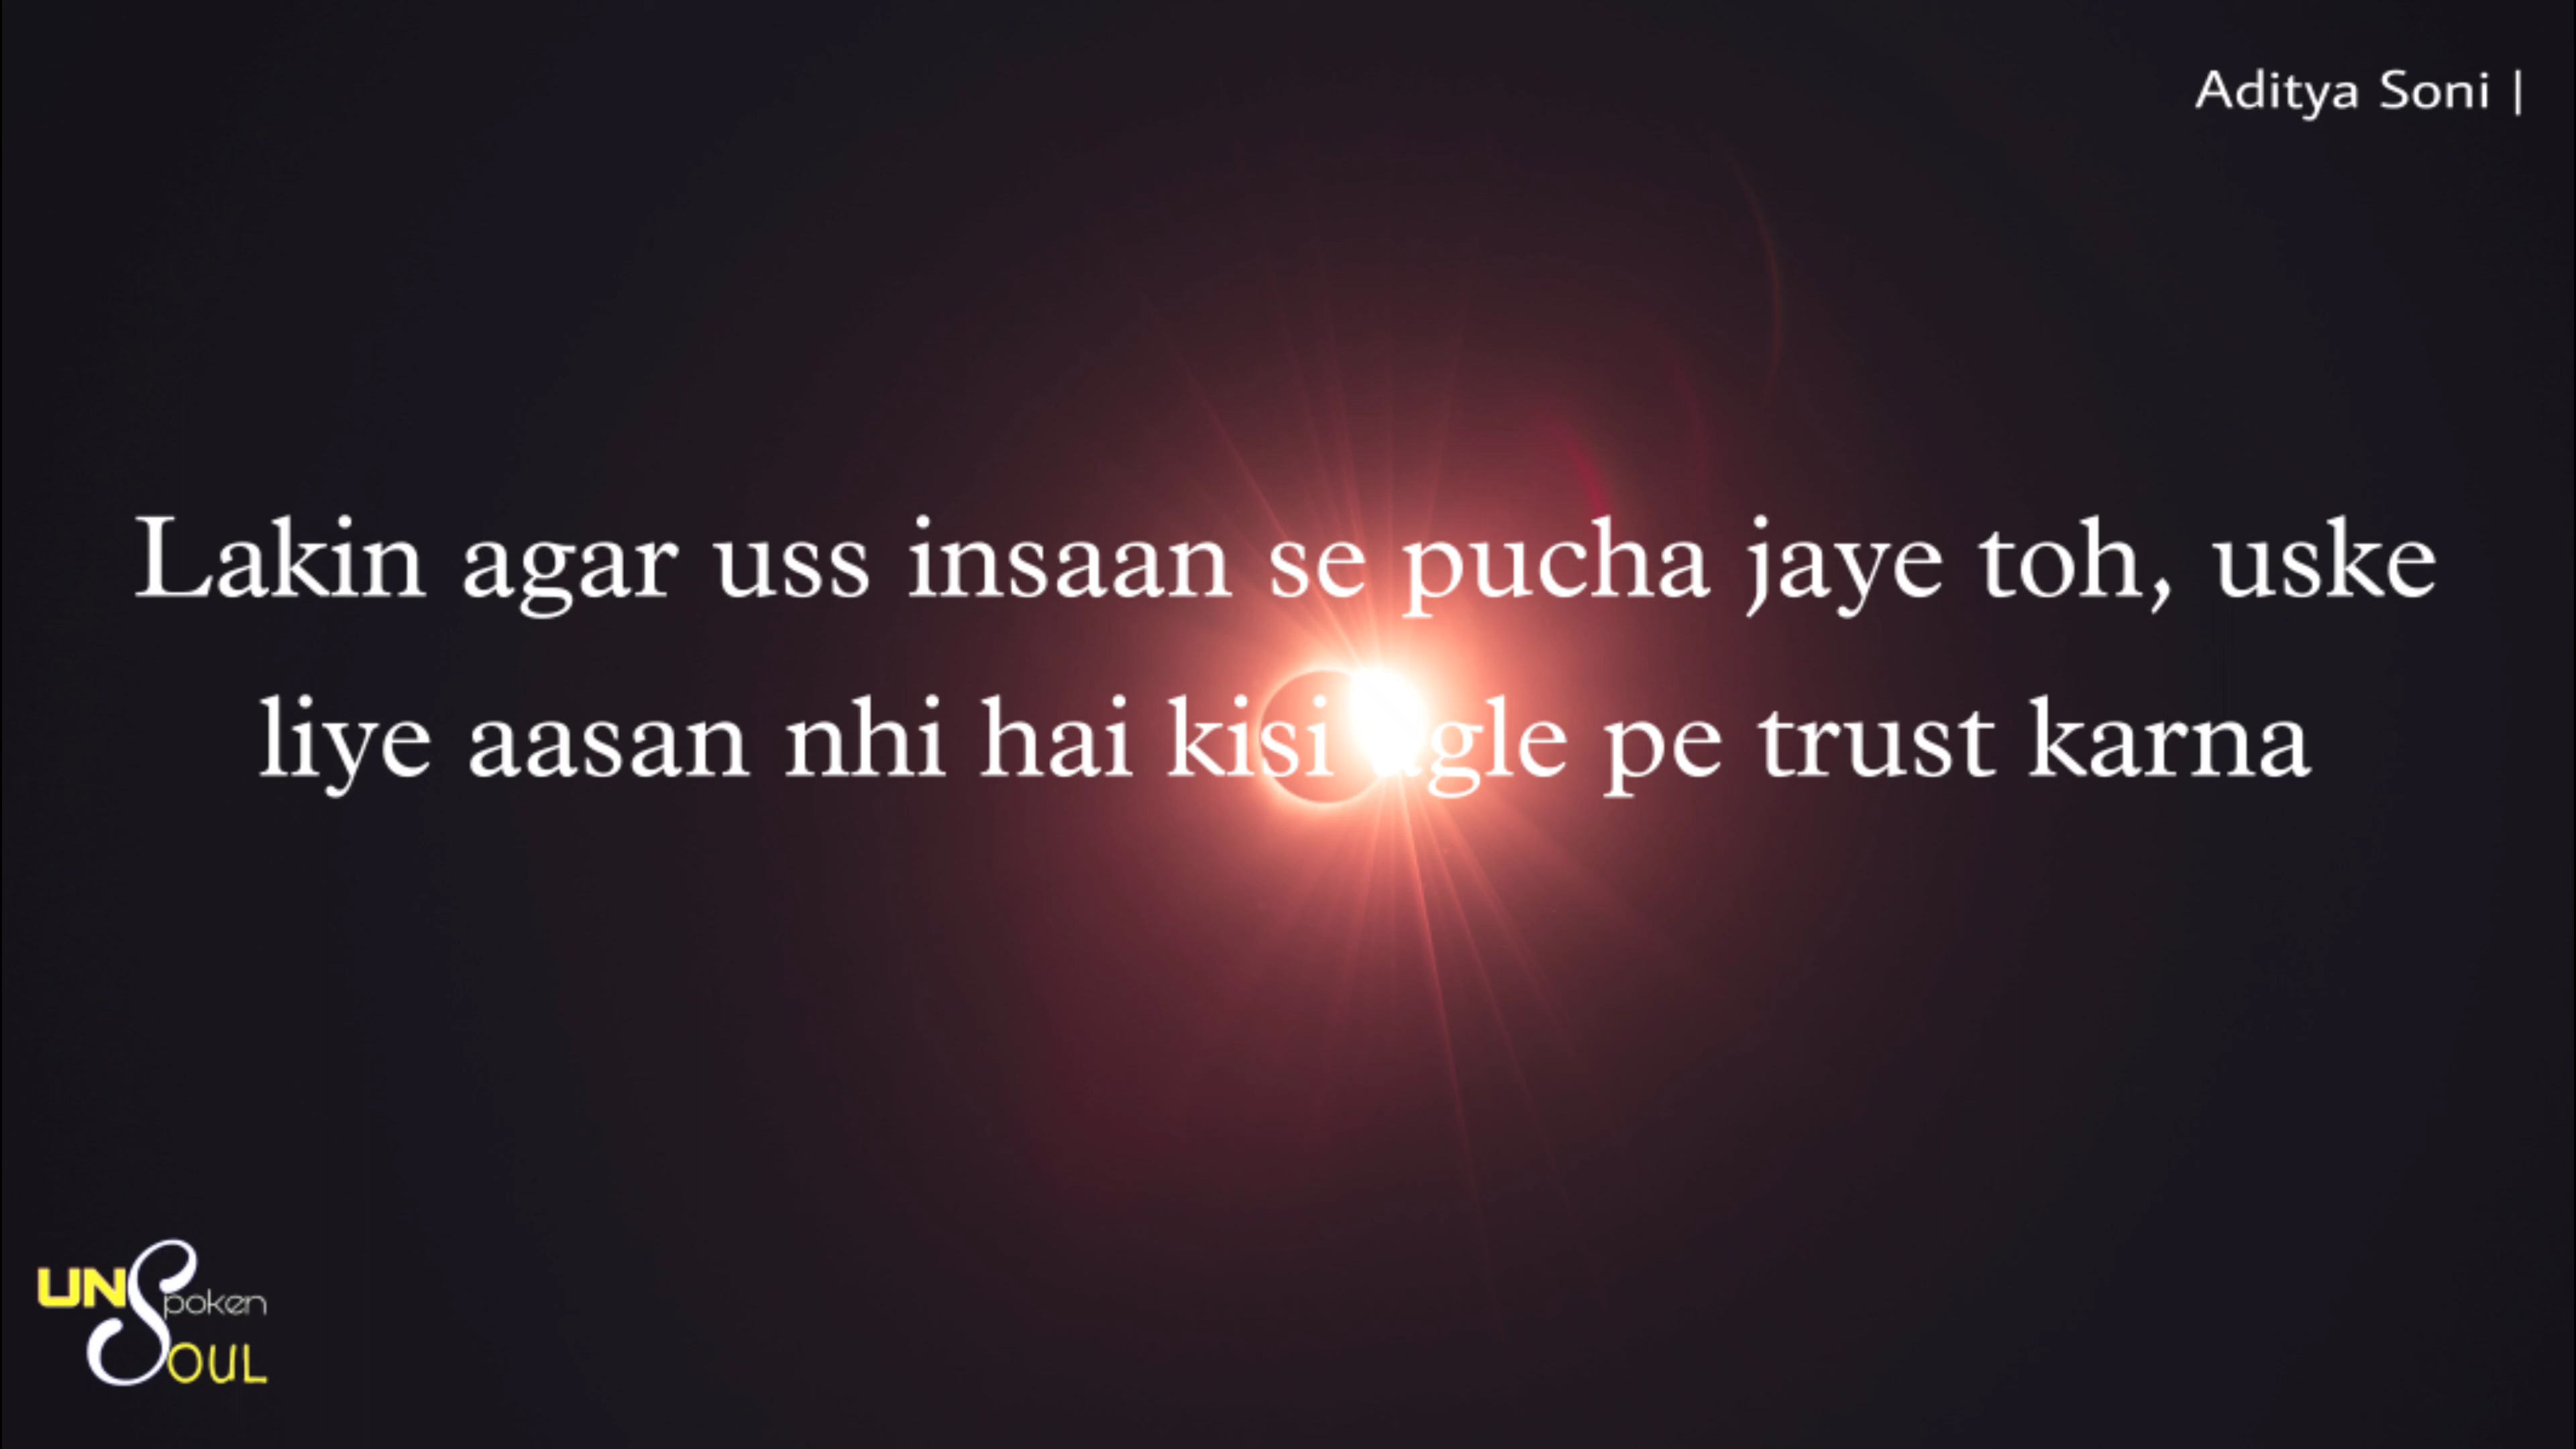 Aditya Soni |
Lakin agar uss insaan se pucha jaye toh, uske
liye aasan nhi hai kisi agle pe trust karna
UNSpoken
SOUL